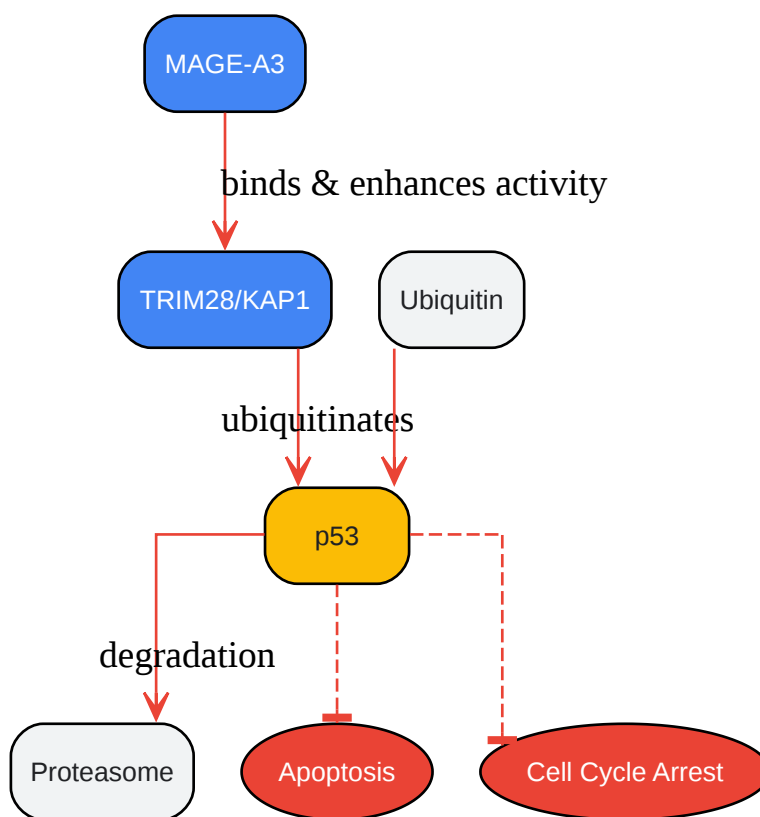 MAGE-A3
binds & enhances activity
TRIM28/KAP1
Ubiquitin
ubiquitinates
p53
degradation
Proteasome
Apoptosis
Cell Cycle Arrest